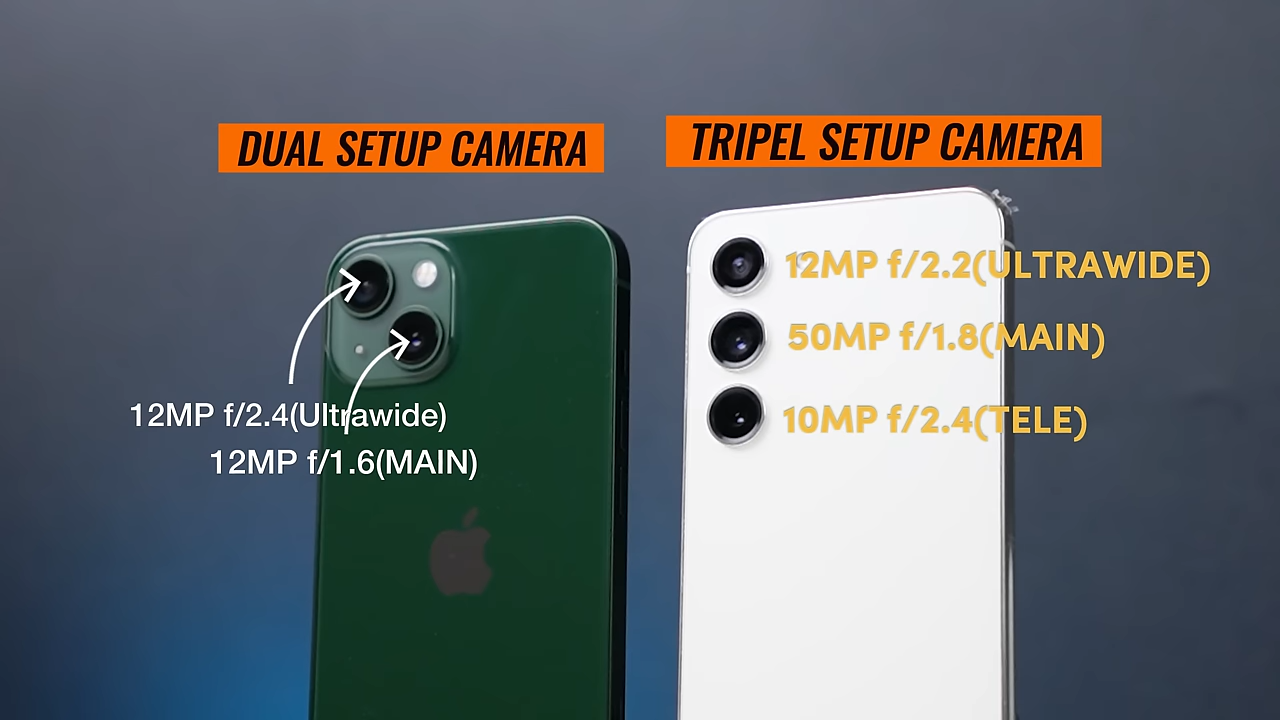 DUAL SETUP CAMERA
TRIPEL SETUP CAMERA
12MP f/2.4(Ultrawide)
12MP f/1.6(MAIN)
12MP f/2.2(ULTRAWIDE)
50MP f/1.8(MAIN)
10MP f/2.4(TELE)